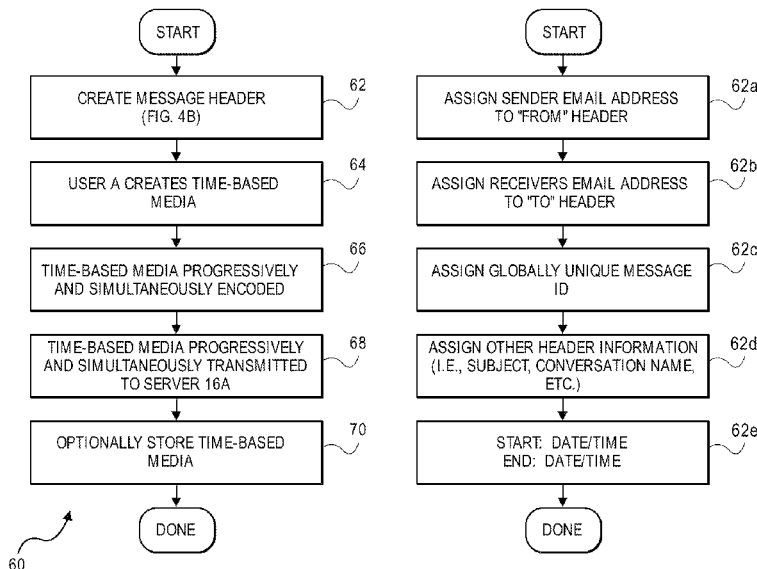 START
CREATE MESSAGE HEADER
(FIG. 4B)
62
USER A CREATES TIME-BASED
MEDIA
64
TIME-BASED MEDIA PROGRESSIVELY
AND SIMULTANEOUSLY ENCODED
66
TIME-BASED MEDIA PROGRESSIVELY
AND SIMULTANEOUSLY TRANSMITTED
TO SERVER 16A
68
OPTIONALLY STORE TIME-BASED
MEDIA
70
DONE
60
START
ASSIGN SENDER EMAIL ADDRESS
TO "FROM" HEADER
62a
ASSIGN RECEIVERS EMAIL ADDRESS
TO "TO" HEADER
62b
ASSIGN GLOBALLY UNIQUE MESSAGE
ID
62c
ASSIGN OTHER HEADER INFORMATION
(I.E., SUBJECT, CONVERSATION NAME,
ETC.)
62d
START: DATE/TIME
END: DATE/TIME
62e
DONE